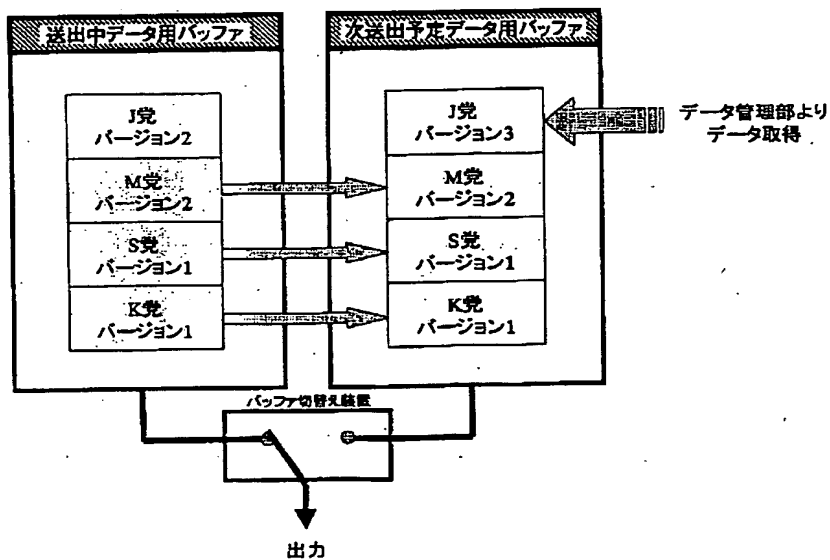 送出中データ用バッファ
次送出予定データ用バッファ
J党
バージョン2
M党
バージョン2
S党
バージョン1
K党
バージョン1
J党
バージョン3
M党
バージョン2
S党
バージョン1
K党
バージョン1
データ管理部より
データ取得
バッファ切替え装置
出力